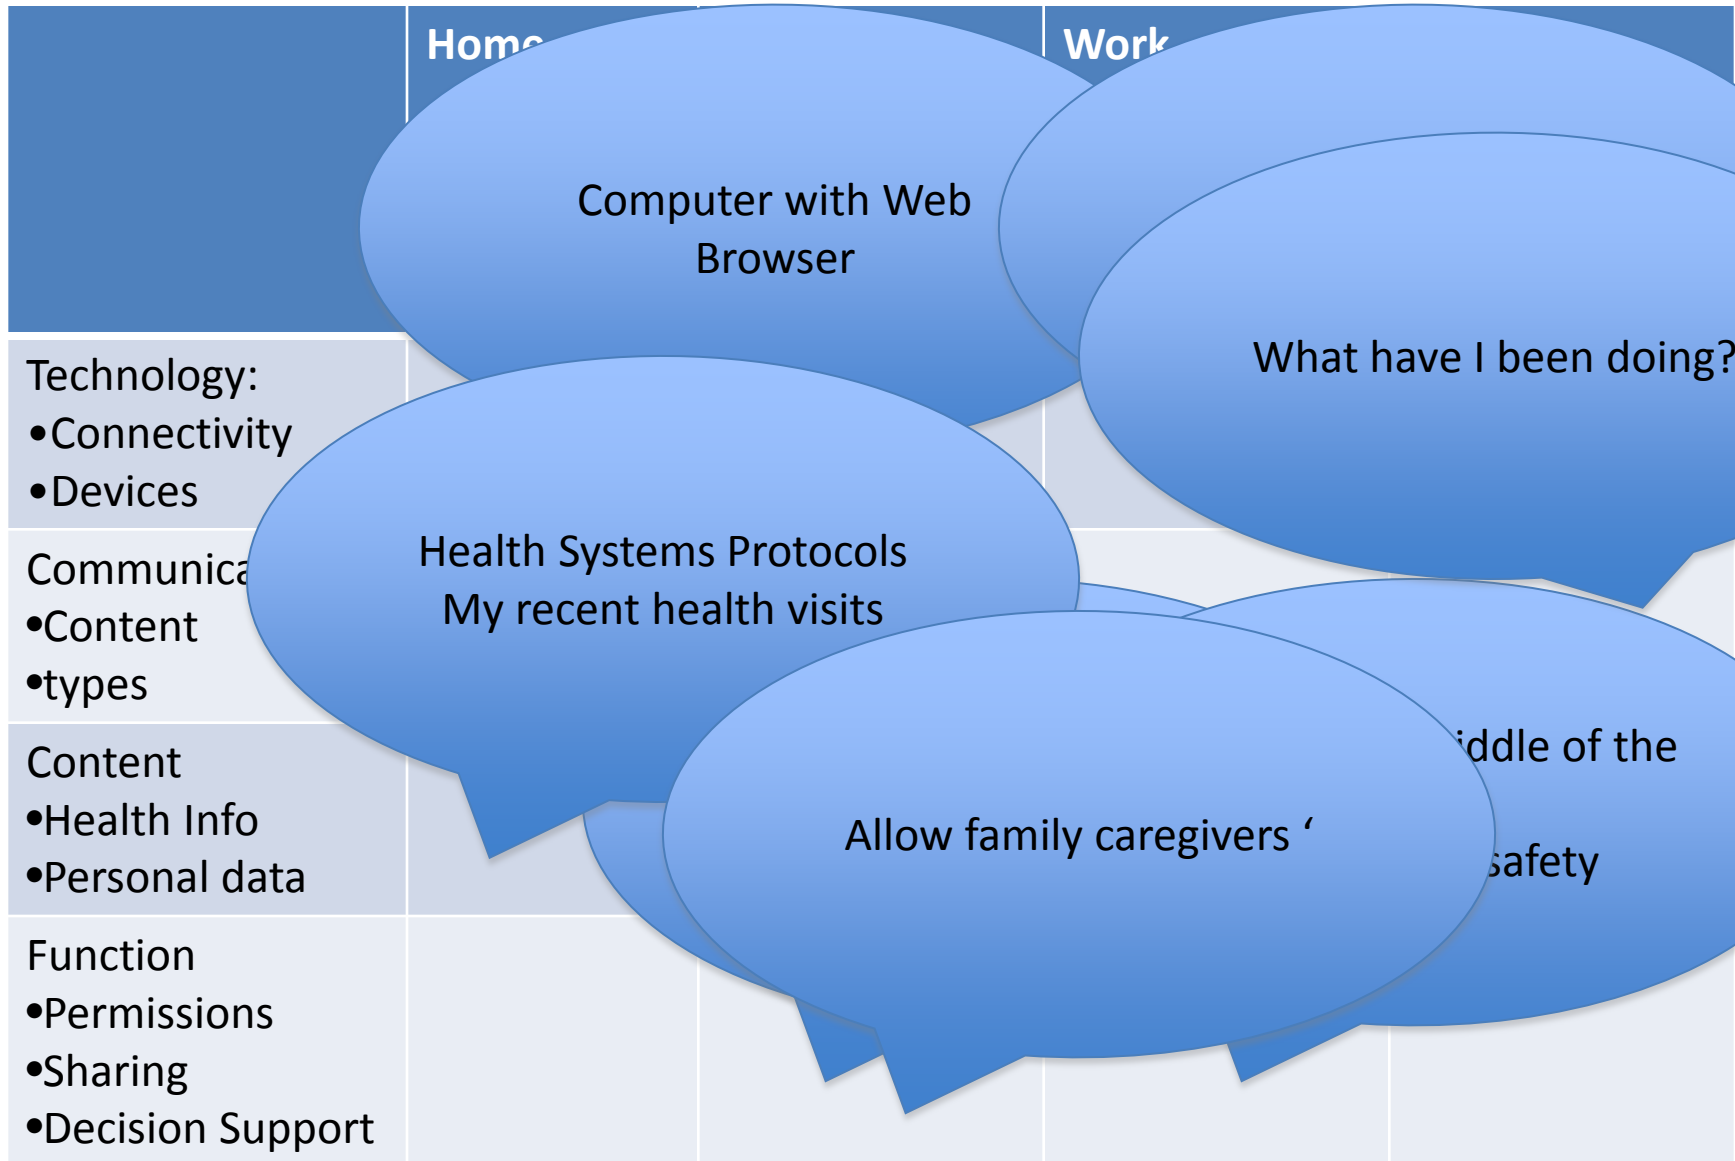 Home
Work
Computer with Web
Browser
What have I been doing?
Technology:
•Connectivity
•Devices
Health Systems Protocols
My recent health visits
•Content
•types
Content
•Health Info
•Personal data
of the
safety
Allow family caregivers ‘
Function
•Permissions
•Sharing
•Decision Support